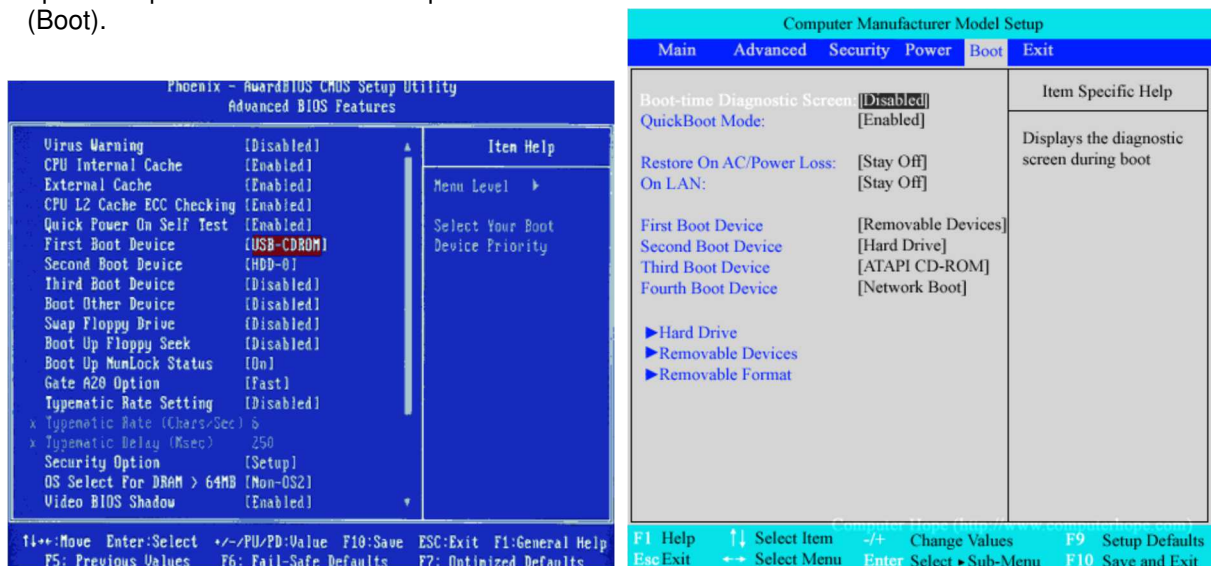 (Boot).
Phoenix - AwardBIOS CMOS Setup Utility
Advanced BIOS Features
Virus Warning [Disabled]
CPU Internal Cache [Enabled]
External Cache [Enabled]
CPU L2 Cache ECC Checking [Enabled]
Quick Power On Self Test [Enabled]
First Boot Device [USB-CDROM]
Second Boot Device [HDD-0]
Third Boot Device [Disabled]
Boot Other Device [Disabled]
Swap Floppy Drive [Disabled]
Boot Up Floppy Seek [Disabled]
Boot Up NumLock Status [On]
Gate A20 Option [Fast]
Typematic Rate Setting [Disabled]
x Typematic Rate (Chars/Sec) 6
x Typematic Delay (Msec) 250
Security Option [Setup]
OS Select For DRAM > 64MB [Non-OS2]
Video BIOS Shadow [Enabled]
Item Help
Menu Level ▶
Select Your Boot
Device Priority
↑↓→←:Move Enter:Select +/-/PU/PD:Value F10:Save ESC:Exit F1:General Help
F5: Previous Values F6: Fail-Safe Defaults F7: Optimized Defaults
Computer Manufacturer Model Setup
Main Advanced Security Power Boot Exit
Boot-time Diagnostic Screen: [Disabled]
QuickBoot Mode: [Enabled]
Restore On AC/Power Loss: [Stay Off]
On LAN: [Stay Off]
First Boot Device [Removable Devices]
Second Boot Device [Hard Drive]
Third Boot Device [ATAPI CD-ROM]
Fourth Boot Device [Network Boot]
▶Hard Drive
▶Removable Devices
▶Removable Format
Item Specific Help
Displays the diagnostic
screen during boot
Computer Hope (http://www.computerhope.com)
F1 Help ↑↓ Select Item -/+ Change Values F9 Setup Defaults
Esc Exit ←→ Select Menu Enter Select ▸ Sub-Menu F10 Save and Exit